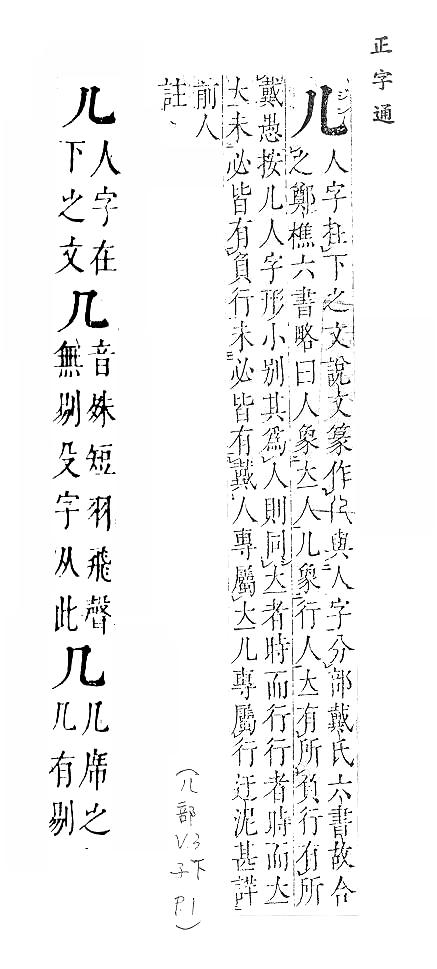 正字通
儿 人字在下之文說文篆作𠒆與人字分部戴氏六書故合
之鄭樵六書略曰人象立人儿象行人立有所負行有所
戴愚按儿人字形小別其爲人則同立者時而行行者時而立
立未必皆有負行未必皆有戴人專屬立儿專屬行迂泥甚詳
前人
註
儿 人字在
下之文
几 音殊短羽飛聲
無剔殳字从此
几 几席之
几有剔
(儿部
V.3下
子
P.1)